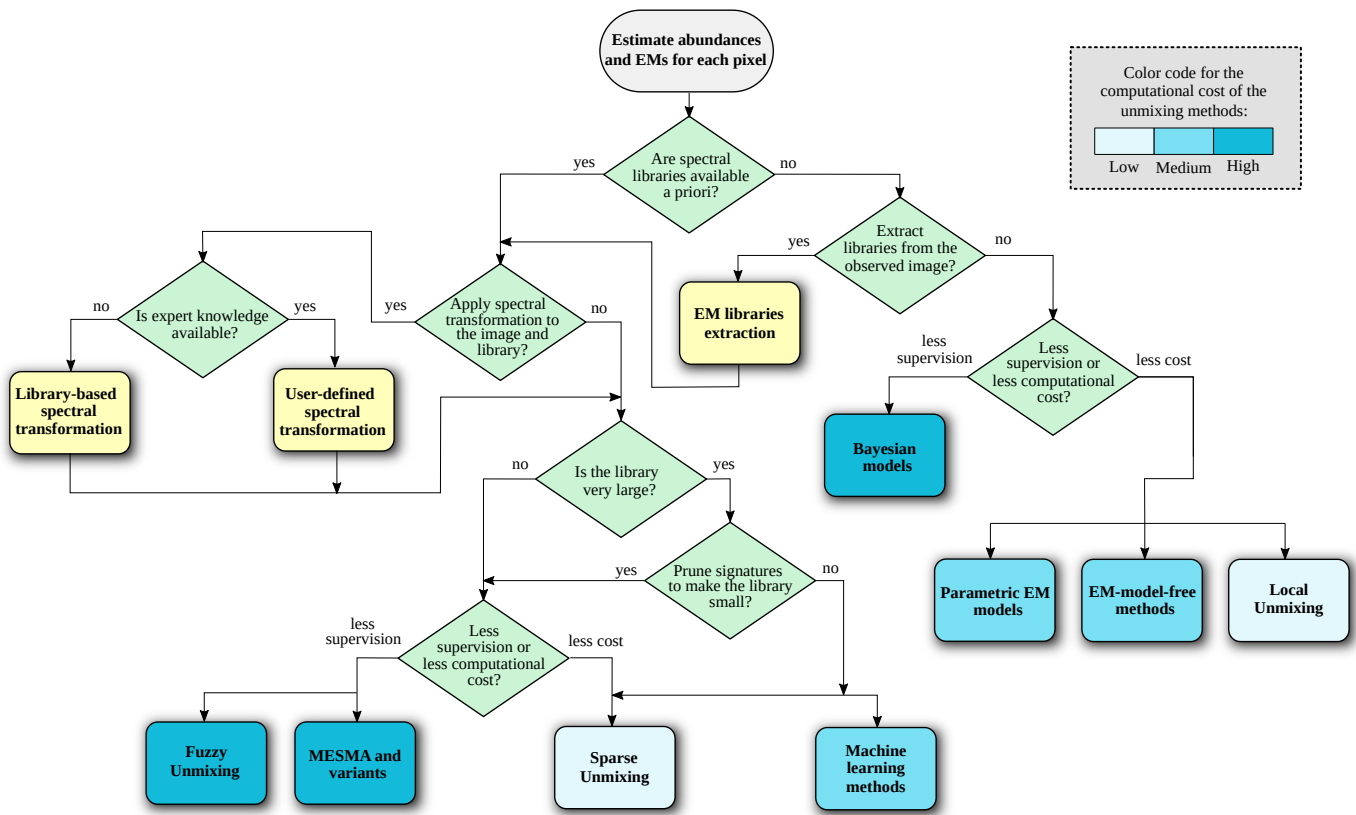 Estimate abundances
and EMs for each pixel
Color code for the
computational cost of the
unmixing methods:
Low
Medium
High
yes
Are spectral
libraries available
a priori?
no
yes
Extract
libraries from the
observed image?
no
no
Is expert knowledge
available?
yes
yes
Apply spectral
transformation to
the image and
library?
no
EM libraries
extraction
less
supervision
Less
supervision or
less computational
cost?
less cost
Library-based
spectral
transformation
User-defined
spectral
transformation
Bayesian
models
no
Is the library
very large?
yes
yes
Prune signatures
to make the library
small?
no
Parametric EM
models
EM-model-free
methods
Local
Unmixing
less
supervision
Less
supervision or
less computational
cost?
less cost
Fuzzy
Unmixing
MESMA and
variants
Sparse
Unmixing
Machine
learning
methods